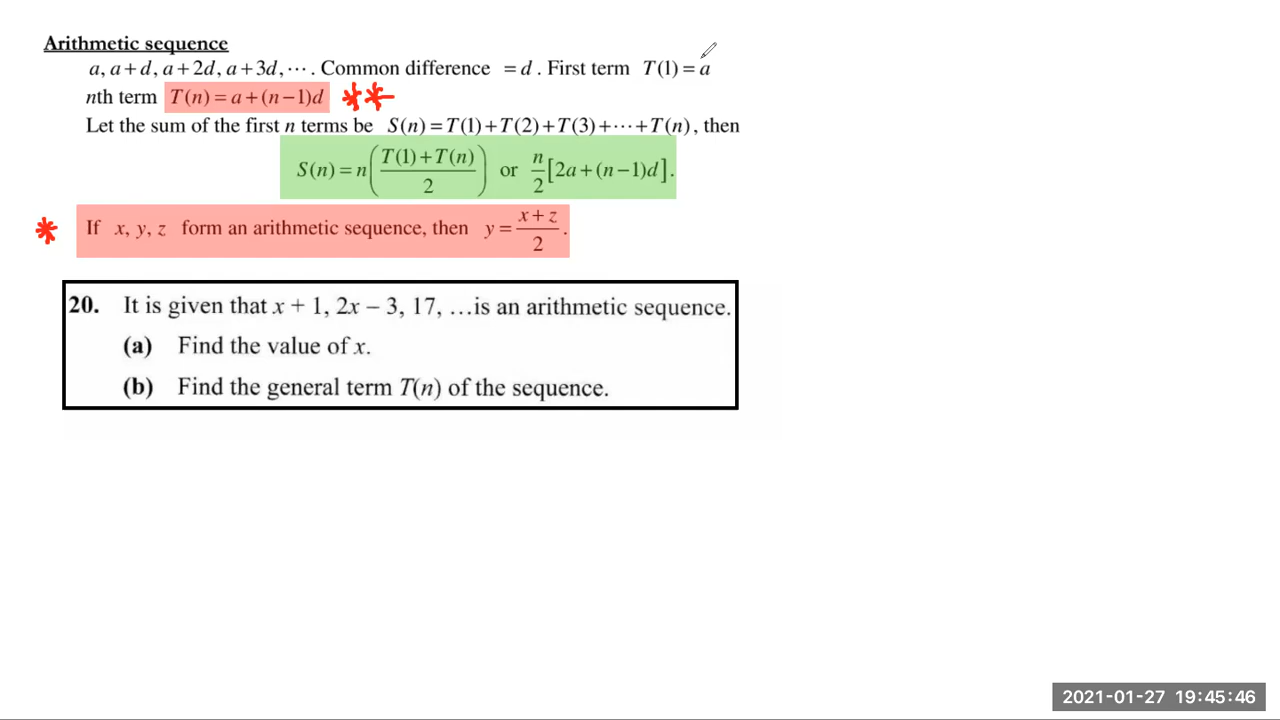 Arithmetic sequence
a, a+d, a+2d, a+3d, ⋯. Common difference = d. First term T(1) = a
nth term T(n) = a+(n−1)d **
Let the sum of the first n terms be S(n) = T(1)+T(2)+T(3)+⋯+T(n), then
S(n) = n((T(1)+T(n))/2) or n/2[2a+(n−1)d].
* If x, y, z form an arithmetic sequence, then y = (x+z)/2.
20. It is given that x + 1, 2x − 3, 17, …is an arithmetic sequence.
(a) Find the value of x.
(b) Find the general term T(n) of the sequence.
2021-01-27 19:45:46